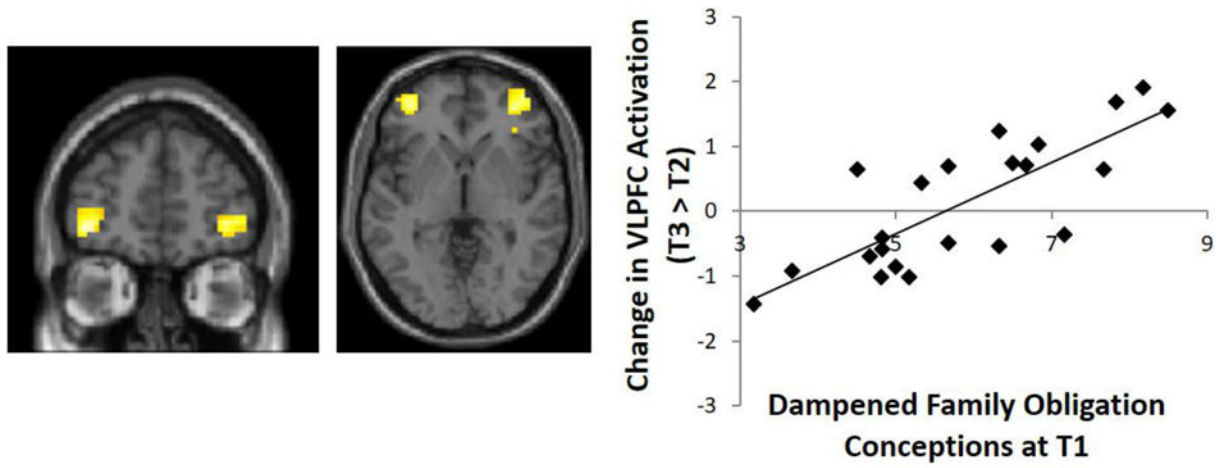 Change in VLPFC Activation
(T3 > T2)
3
2
1
0
-1
-2
-3
3
5
7
9
Dampened Family Obligation
Conceptions at T1